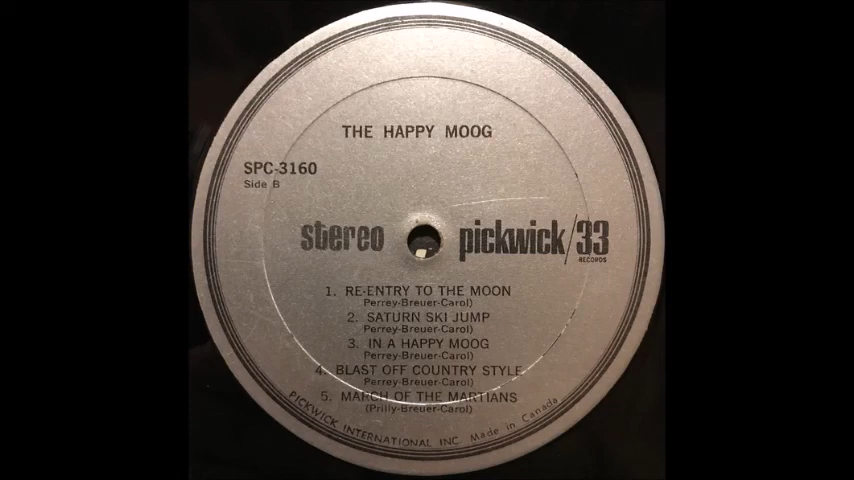 THE HAPPY MOOG
SPC-3160
Side B
stereo
pickwick/33
RECORDS
1. RE-ENTRY TO THE MOON
Perrey-Breuer-Carol)
2. SATURN SKI JUMP
Perrey-Breuer-Carol)
3. IN A HAPPY MOOG
Perrey-Breuer-Carol)
4. BLAST OFF COUNTRY STYLE
Perrey-Breuer-Carol)
5. MARCH OF THE MARTIANS
(Prilly-Breuer-Carol)
PICKWICK INTERNATIONAL INC Made in Canada